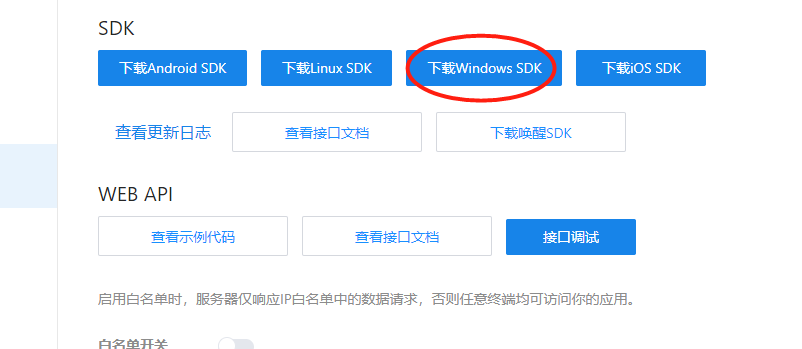 SDK
下载Android SDK 下载Linux SDK 下载Windows SDK 下载iOS SDK
查看更新日志 查看接口文档 下载唤醒SDK
WEB API
查看示例代码 查看接口文档 接口调试
启用白名单时，服务器仅响应IP白名单中的数据请求，否则任意终端均可访问你的应用。
白名单开关